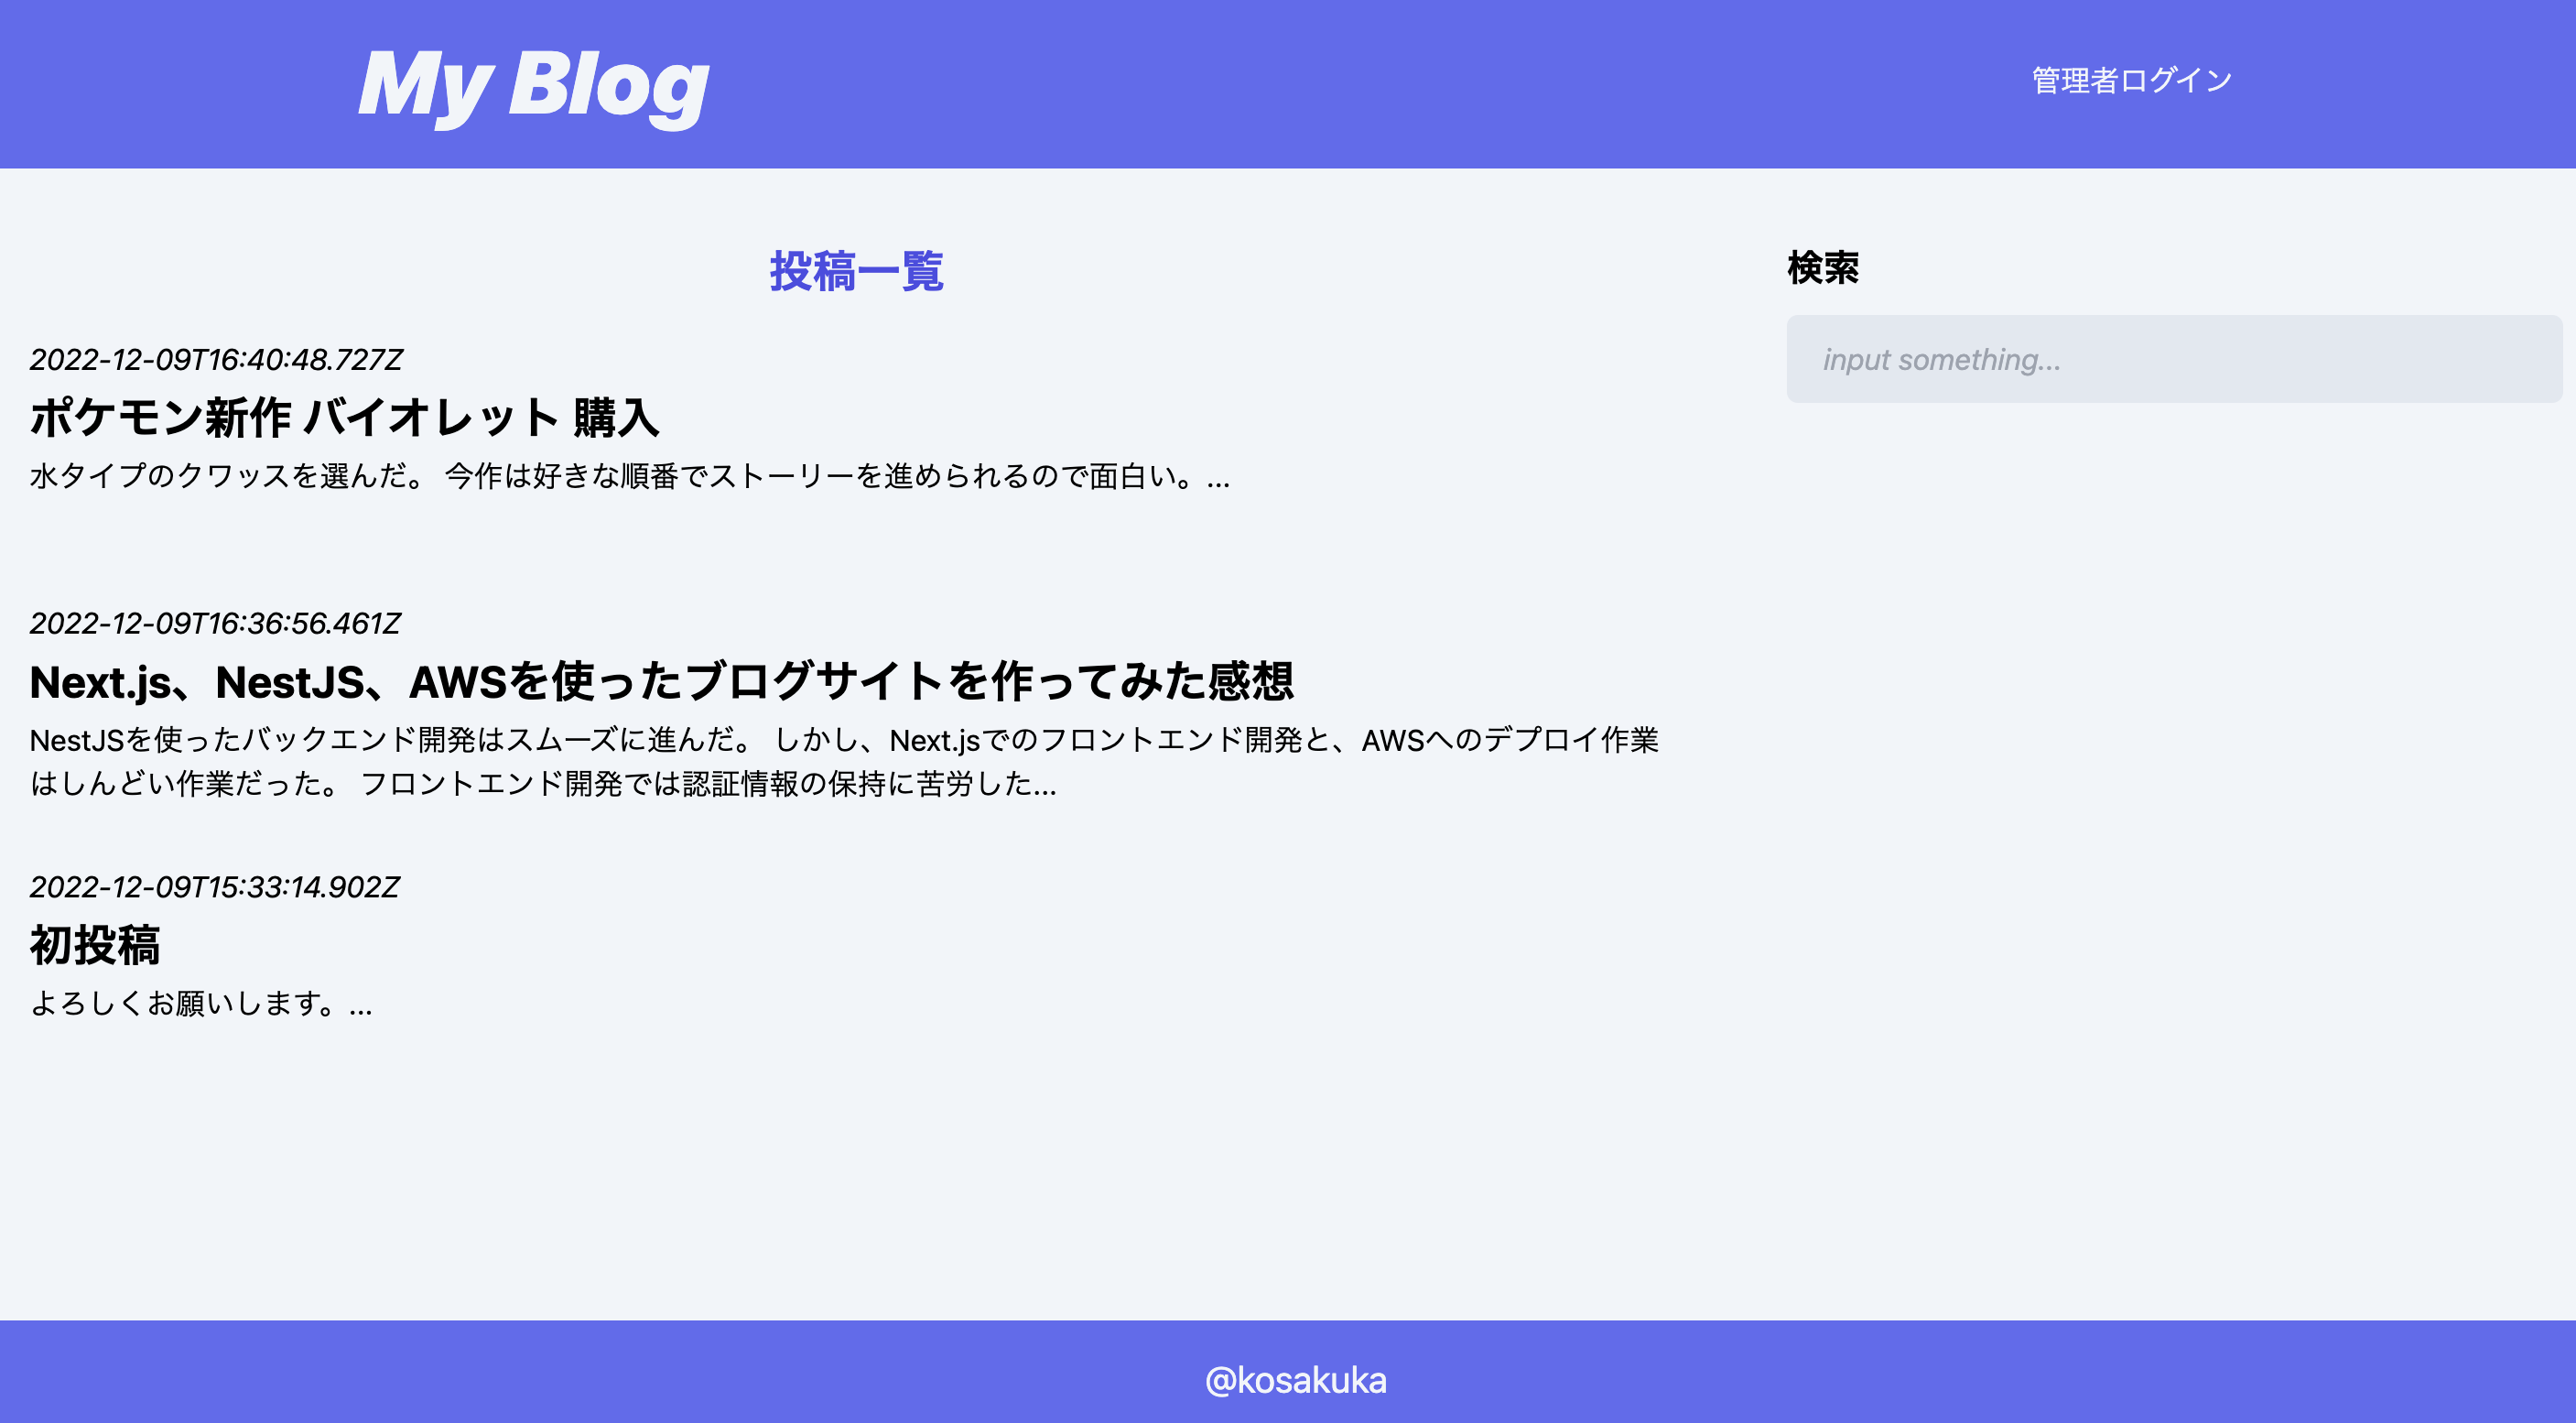 My Blog
管理者ログイン
投稿一覧
2022-12-09T16:40:48.727Z
ポケモン新作 バイオレット 購入
水タイプのクワッスを選んだ。 今作は好きな順番でストーリーを進められるので面白い。...
2022-12-09T16:36:56.461Z
Next.js、NestJS、AWSを使ったブログサイトを作ってみた感想
NestJSを使ったバックエンド開発はスムーズに進んだ。 しかし、Next.jsでのフロントエンド開発と、AWSへのデプロイ作業
はしんどい作業だった。 フロントエンド開発では認証情報の保持に苦労した...
2022-12-09T15:33:14.902Z
初投稿
よろしくお願いします。...
検索
input something...
@kosakuka